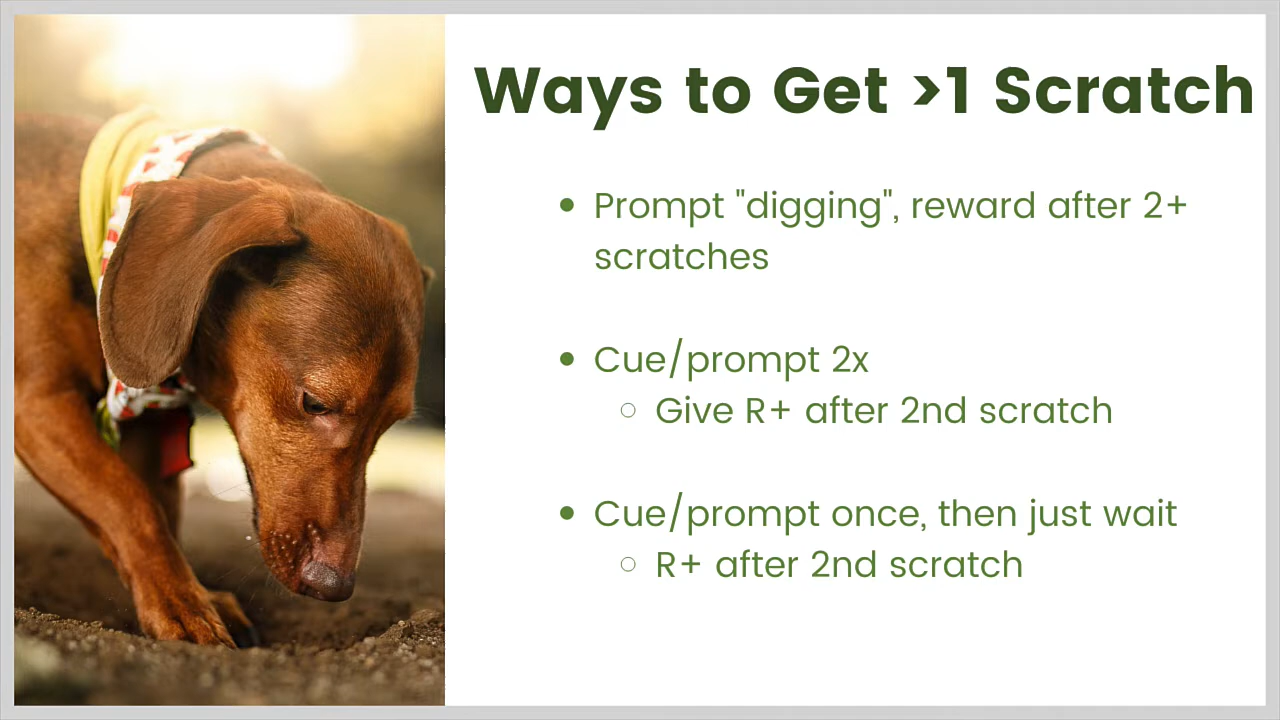 Ways to Get >1 Scratch
• Prompt "digging", reward after 2+
scratches
• Cue/prompt 2x
○ Give R+ after 2nd scratch
• Cue/prompt once, then just wait
○ R+ after 2nd scratch